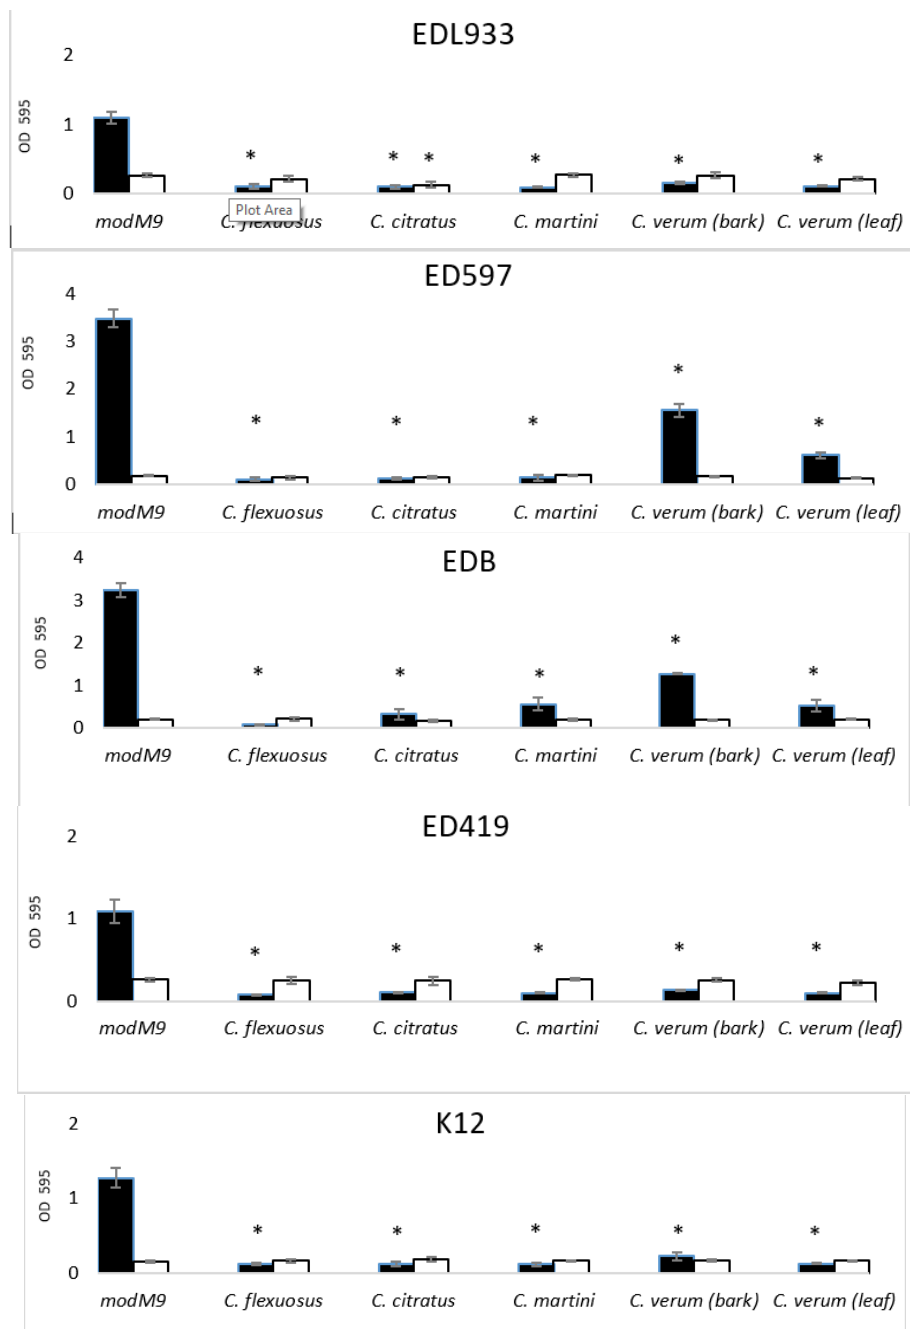 EDL933
2
OD 595
1
* * * * * *
0
Plot Area
modM9 C. flexuosus C. citratus C. martini C. verum (bark) C. verum (leaf)
ED597
4
3
OD 595
2
*
1
* * * *
0
modM9 C. flexuosus C. citratus C. martini C. verum (bark) C. verum (leaf)
EDB
4
3
OD 595
2
*
1
* * * *
0
modM9 C. flexuosus C. citratus C. martini C. verum (bark) C. verum (leaf)
ED419
2
OD 595
1
* * * * *
0
modM9 C. flexuosus C. citratus C. martini C. verum (bark) C. verum (leaf)
K12
2
OD 595
1
* * * * *
0
modM9 C. flexuosus C. citratus C. martini C. verum (bark) C. verum (leaf)